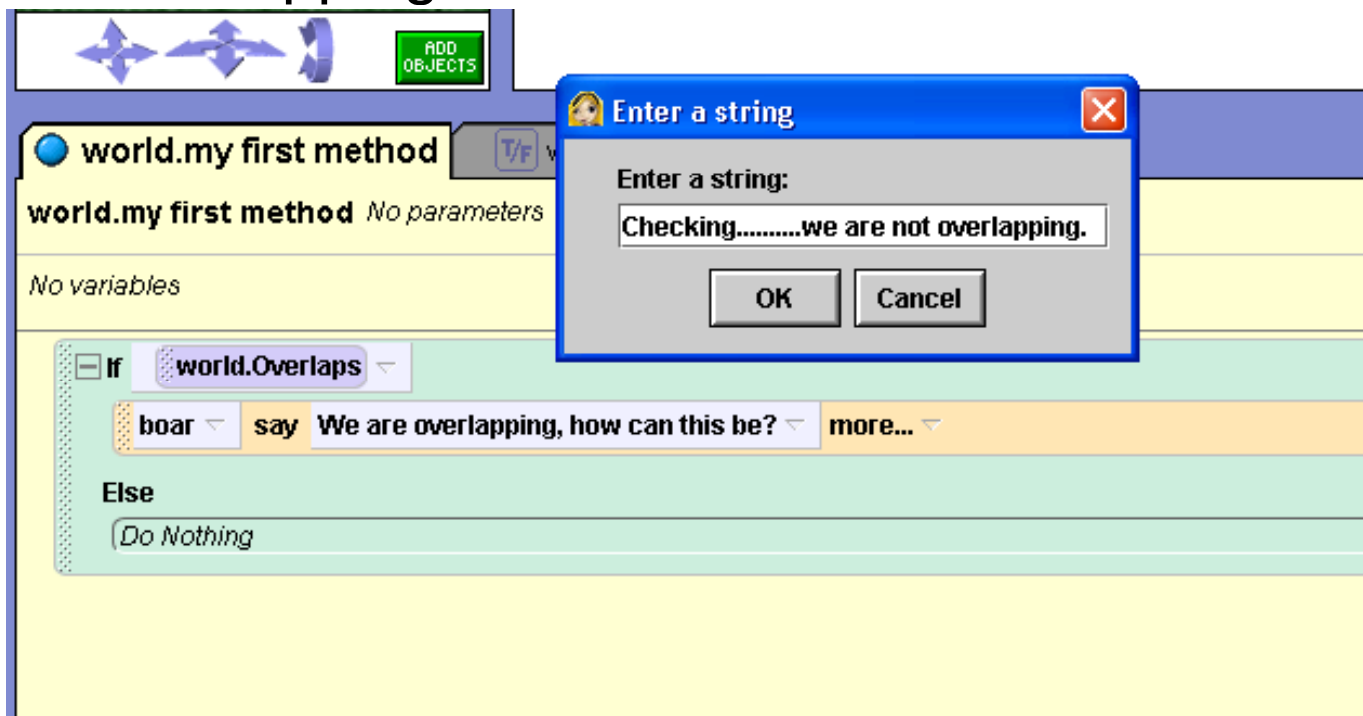 ADD
OBJECTS
Enter a string
world.my first method
T/F
Enter a string:
world.my first method No parameters
Checking..........we are not overlapping.
No variables
OK Cancel
If world.Overlaps
boar say We are overlapping, how can this be? more...
Else
Do Nothing